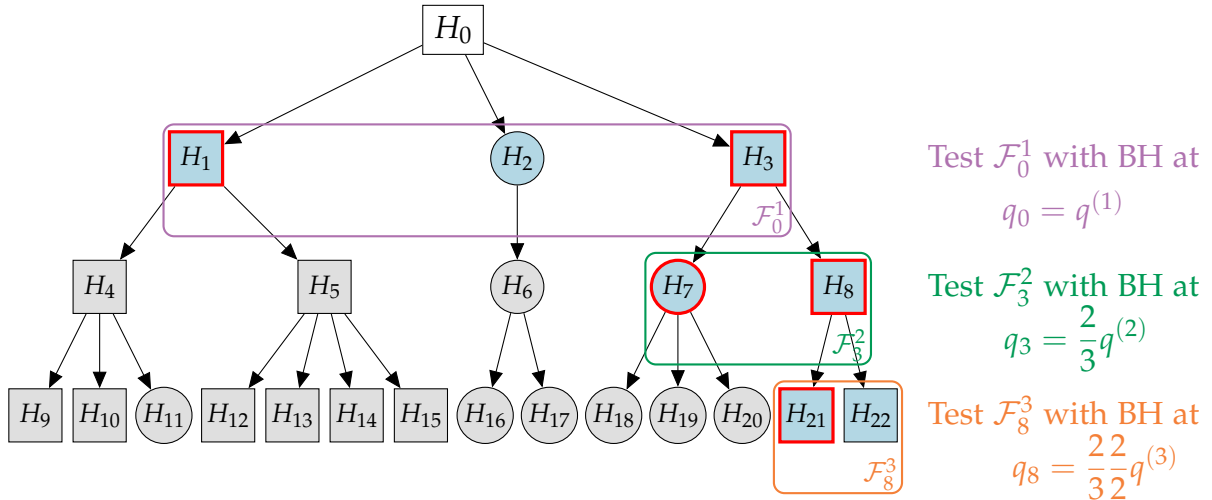 H₀
H₁ H₂ H₃ Test ℱ₀¹ with BH at
ℱ₀¹ q₀ = q⁽¹⁾
H₄ H₅ H₆ H₇ H₈ Test ℱ₃² with BH at
ℱ₃² q₃ = 2/3 q⁽²⁾
H₉ H₁₀ H₁₁ H₁₂ H₁₃ H₁₄ H₁₅ H₁₆ H₁₇ H₁₈ H₁₉ H₂₀ H₂₁ H₂₂ Test ℱ₈³ with BH at
ℱ₈³ q₈ = 2/3 2/2 q⁽³⁾